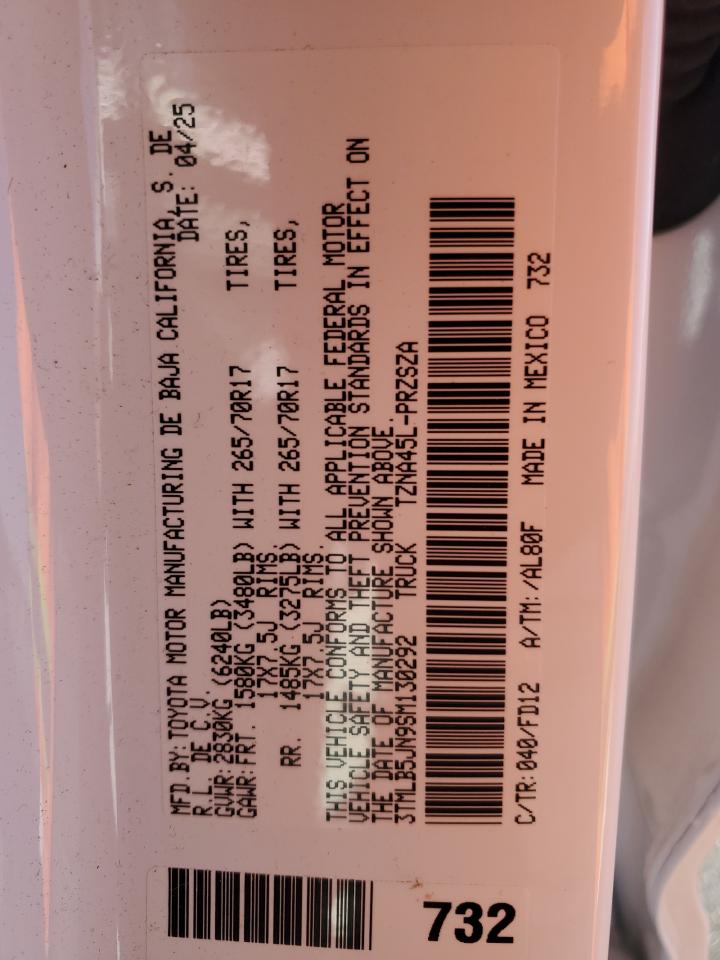 MFD.BY:TOYOTA MOTOR MANUFACTURING DE BAJA CALIFORNIA, S. DE
R.L. DE C.V. DATE: 04/25
GVWR:2830KG (6240LB)
GAWR:FRT. 1580KG (3480LB) WITH 265/70R17 TIRES,
17X7.5J RIMS.
RR. 1485KG (3275LB) WITH 265/70R17 TIRES,
17X7.5J RIMS.
THIS VEHICLE CONFORMS TO ALL APPLICABLE FEDERAL MOTOR
VEHICLE SAFETY AND THEFT PREVENTION STANDARDS IN EFFECT ON
THE DATE OF MANUFACTURE SHOWN ABOVE.
3TMLB5JN9SM130292 TRUCK TZNA45L-PRZSZA
C/TR:040/FD12 A/TM:/AL80F MADE IN MEXICO 732
732